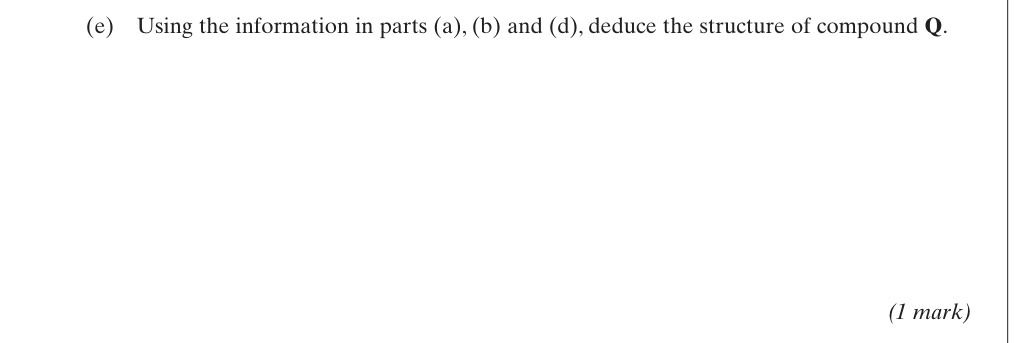 (e) Using the information in parts (a), (b) and (d), deduce the structure of compound Q.
(1 mark)